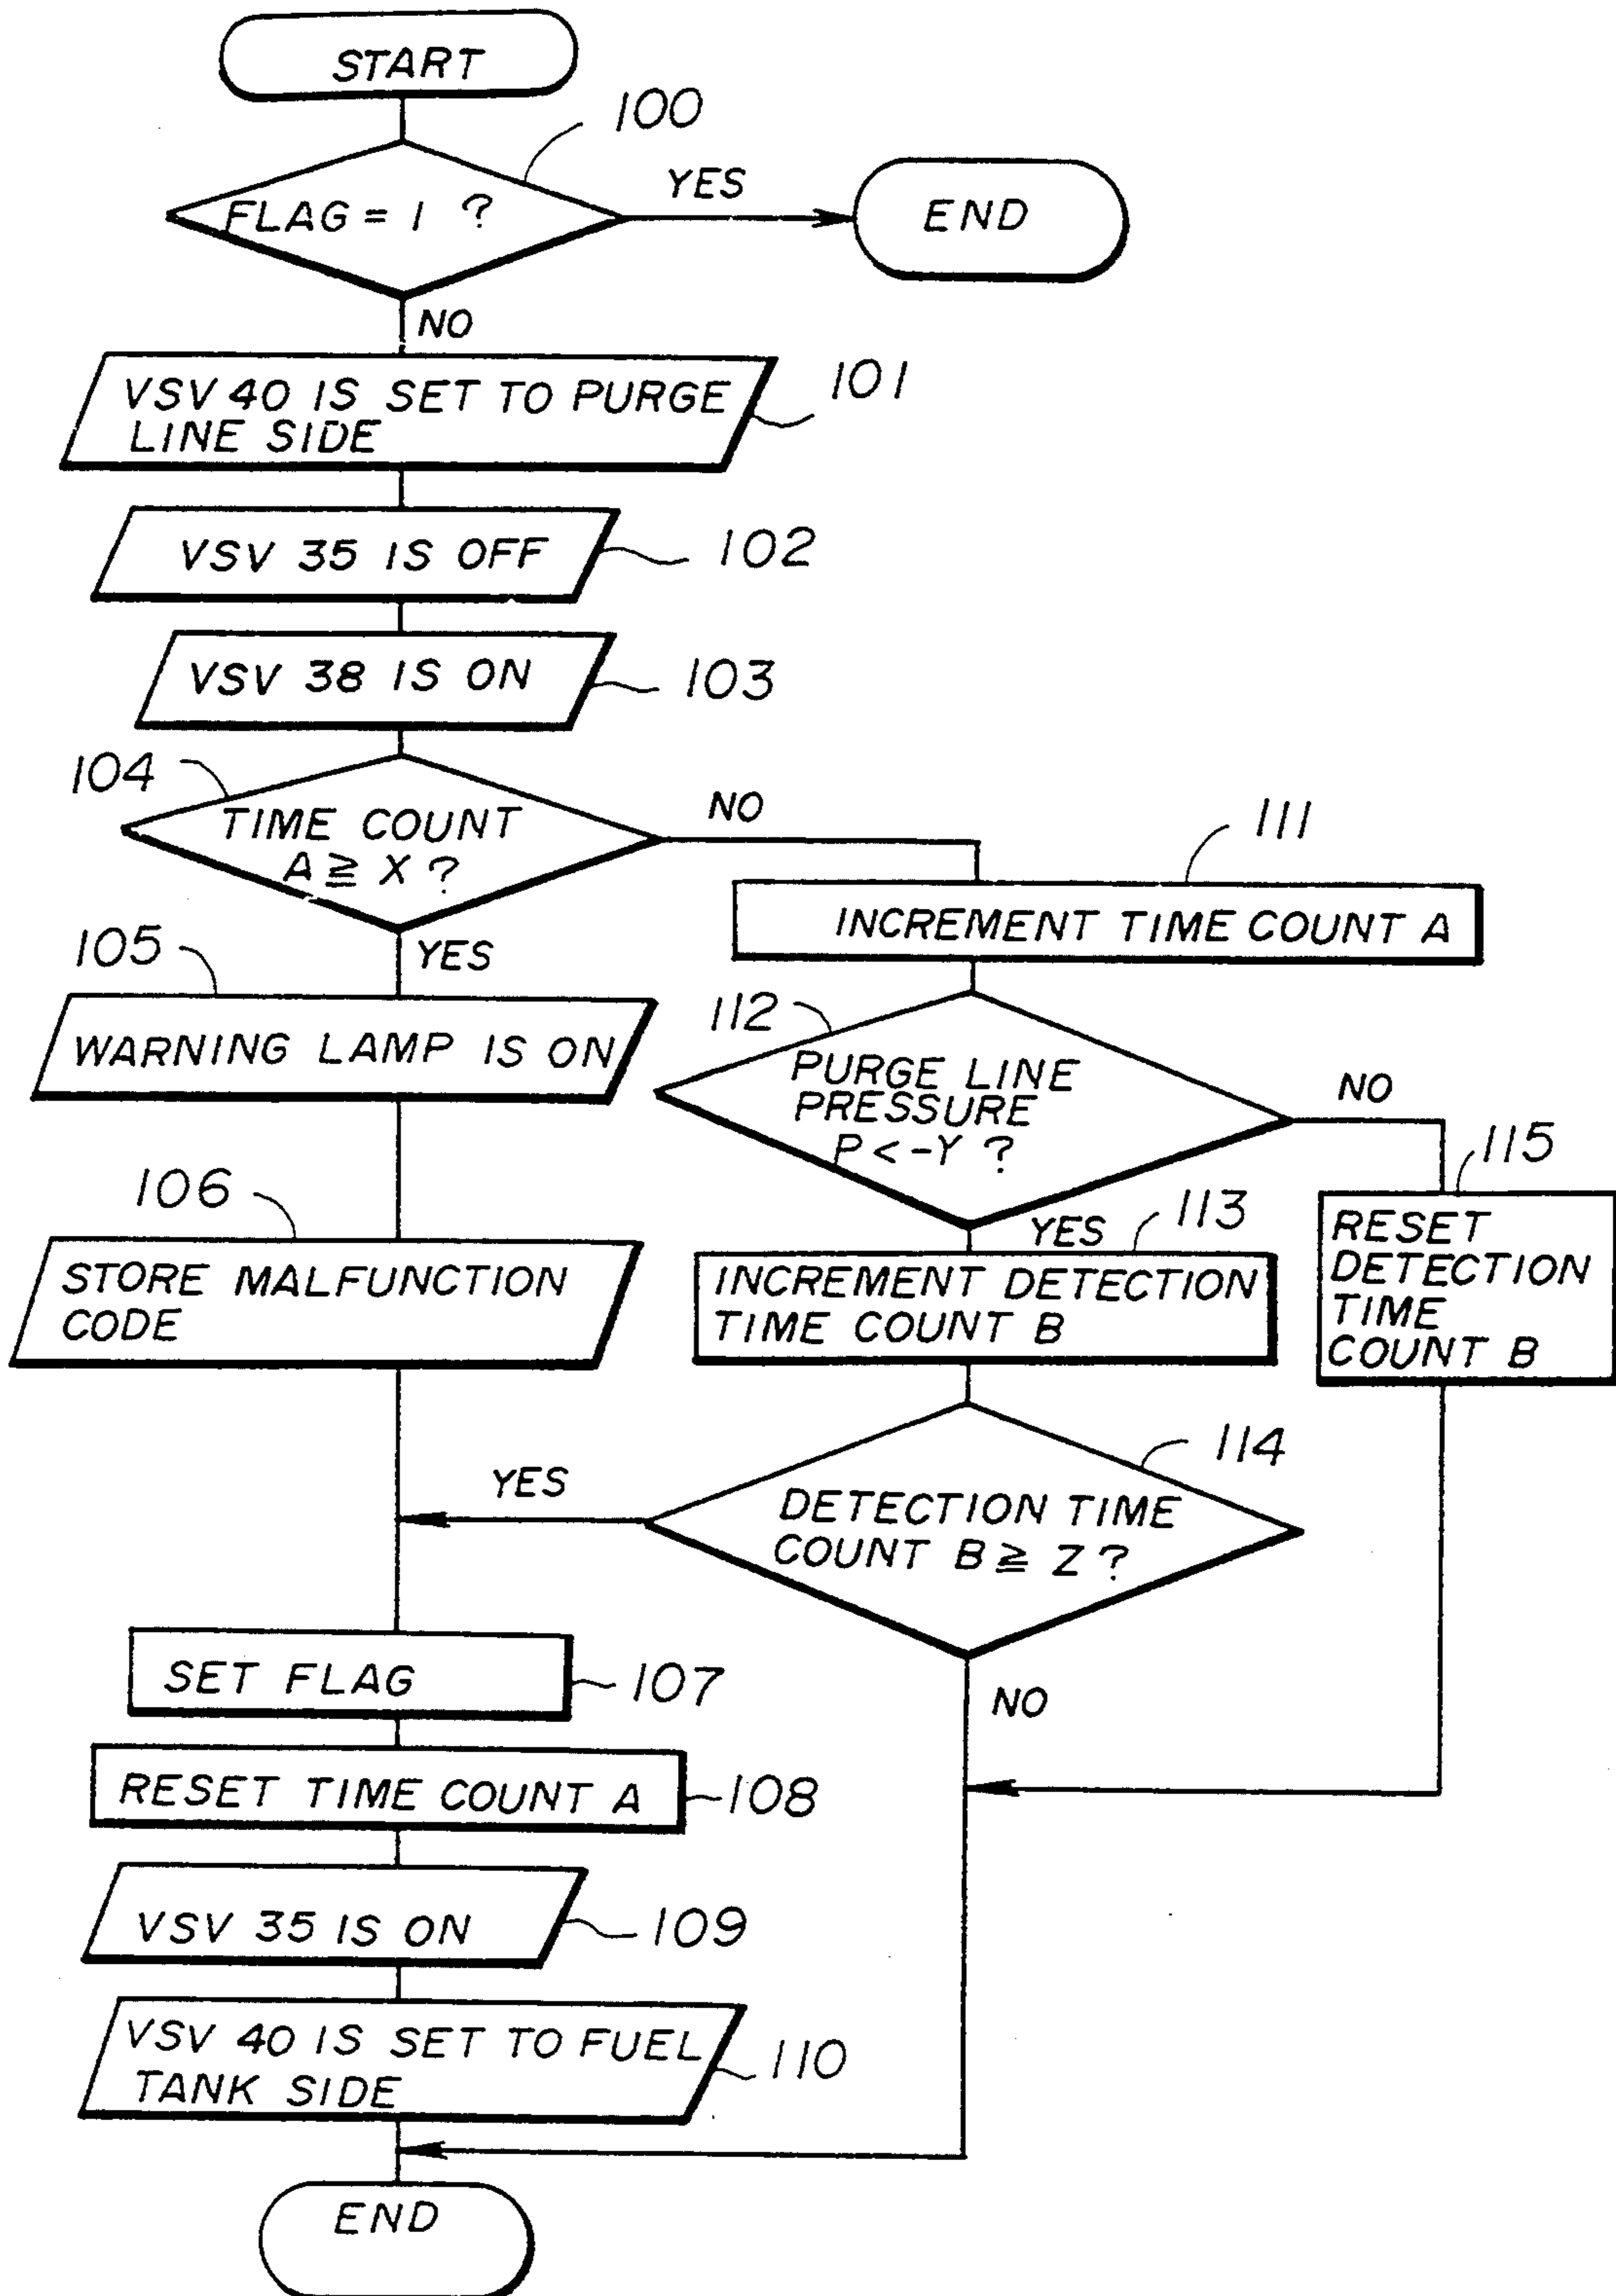 START
100
FLAG = 1 ?
YES
END
NO
VSV 40 IS SET TO PURGE
LINE SIDE
101
VSV 35 IS OFF
102
VSV 38 IS ON
103
104
TIME COUNT
A ≧ X ?
NO
YES
111
INCREMENT TIME COUNT A
105
WARNING LAMP IS ON
112
PURGE LINE
PRESSURE
P < -Y ?
NO
YES
115
RESET
DETECTION
TIME
COUNT B
106
STORE MALFUNCTION
CODE
113
INCREMENT DETECTION
TIME COUNT B
114
DETECTION TIME
COUNT B ≧ Z ?
YES
NO
SET FLAG
107
RESET TIME COUNT A
108
VSV 35 IS ON
109
VSV 40 IS SET TO FUEL
TANK SIDE
110
END